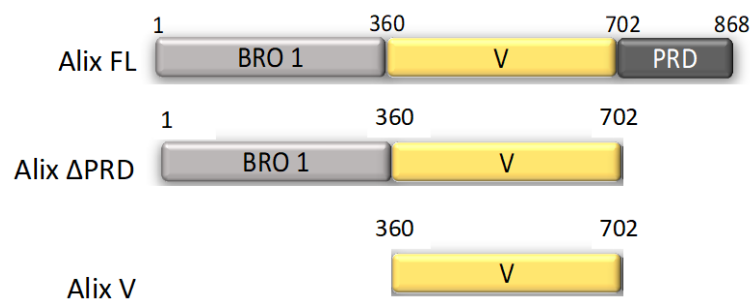 1 360 702 868
Alix FL BRO 1 V PRD
1 360 702
Alix ΔPRD BRO 1 V
360 702
Alix V V